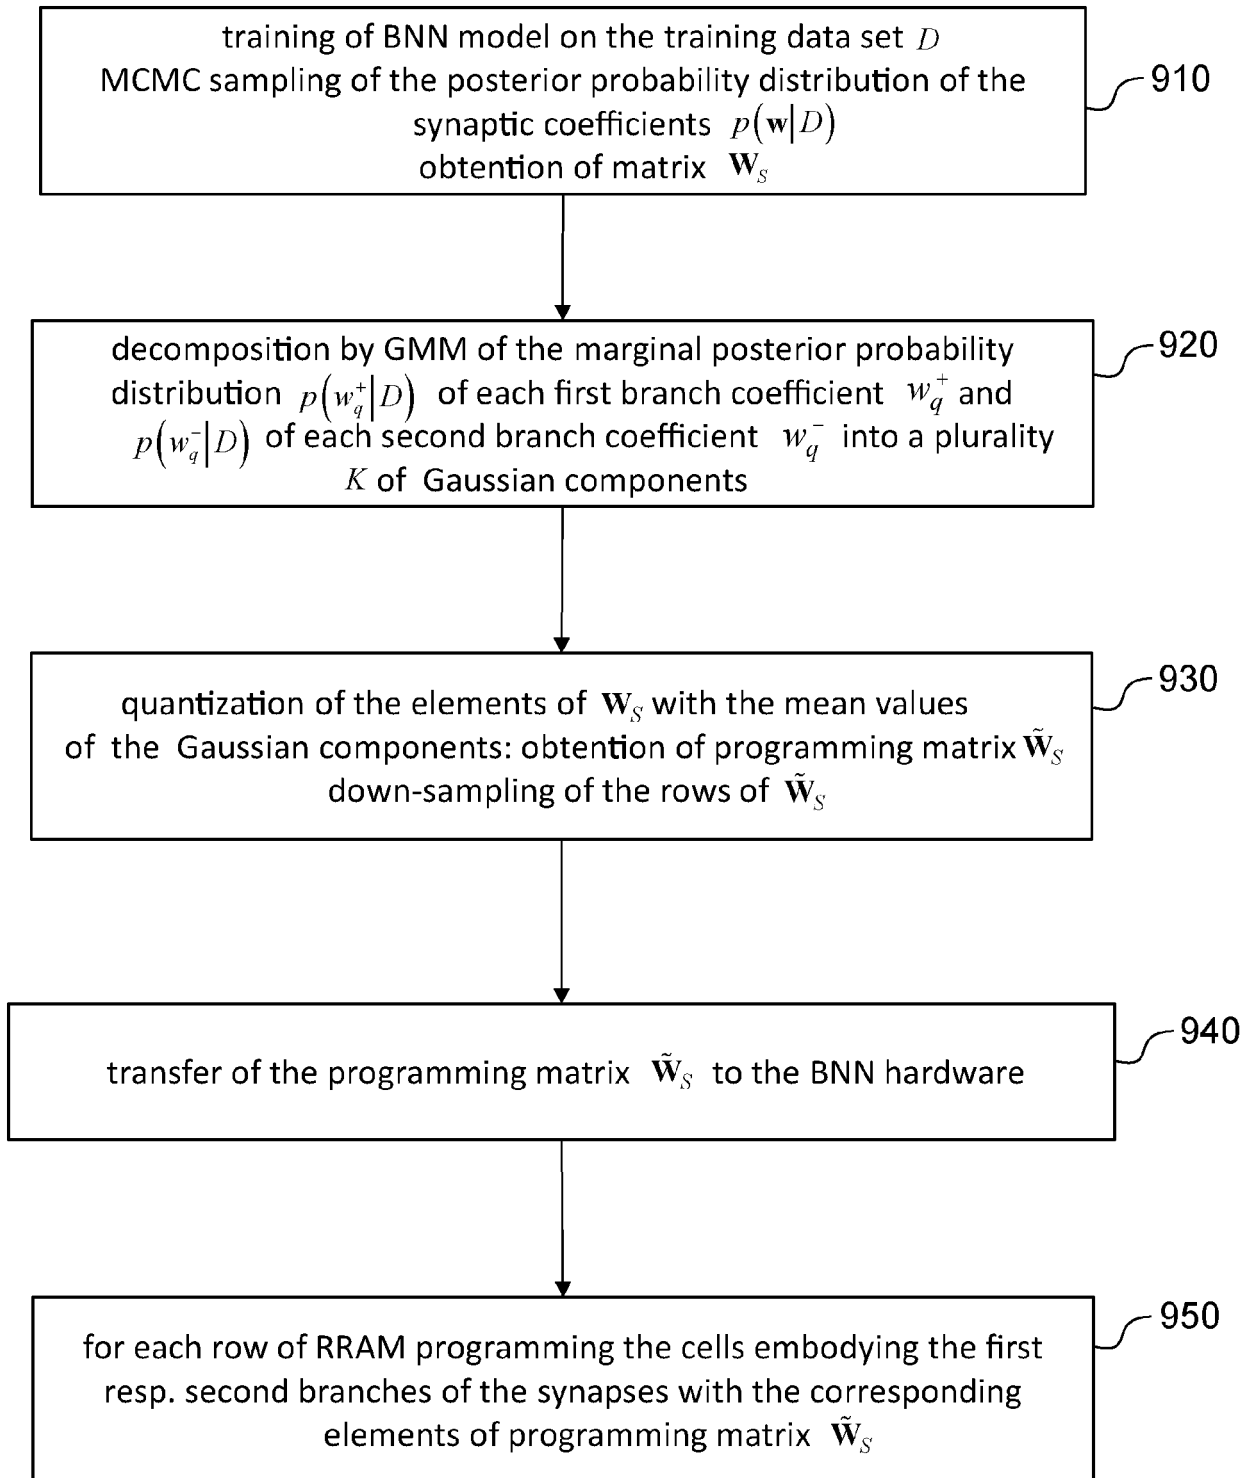 training of BNN model on the training data set D
MCMC sampling of the posterior probability distribution of the
synaptic coefficients p(w|D)
obtention of matrix W_S
910
decomposition by GMM of the marginal posterior probability
distribution p(w_q^+|D) of each first branch coefficient w_q^+ and
p(w_q^-|D) of each second branch coefficient w_q^- into a plurality
K of Gaussian components
920
quantization of the elements of W_S with the mean values
of the Gaussian components: obtention of programming matrix W̃_S
down-sampling of the rows of W̃_S
930
transfer of the programming matrix W̃_S to the BNN hardware
940
for each row of RRAM programming the cells embodying the first
resp. second branches of the synapses with the corresponding
elements of programming matrix W̃_S
950